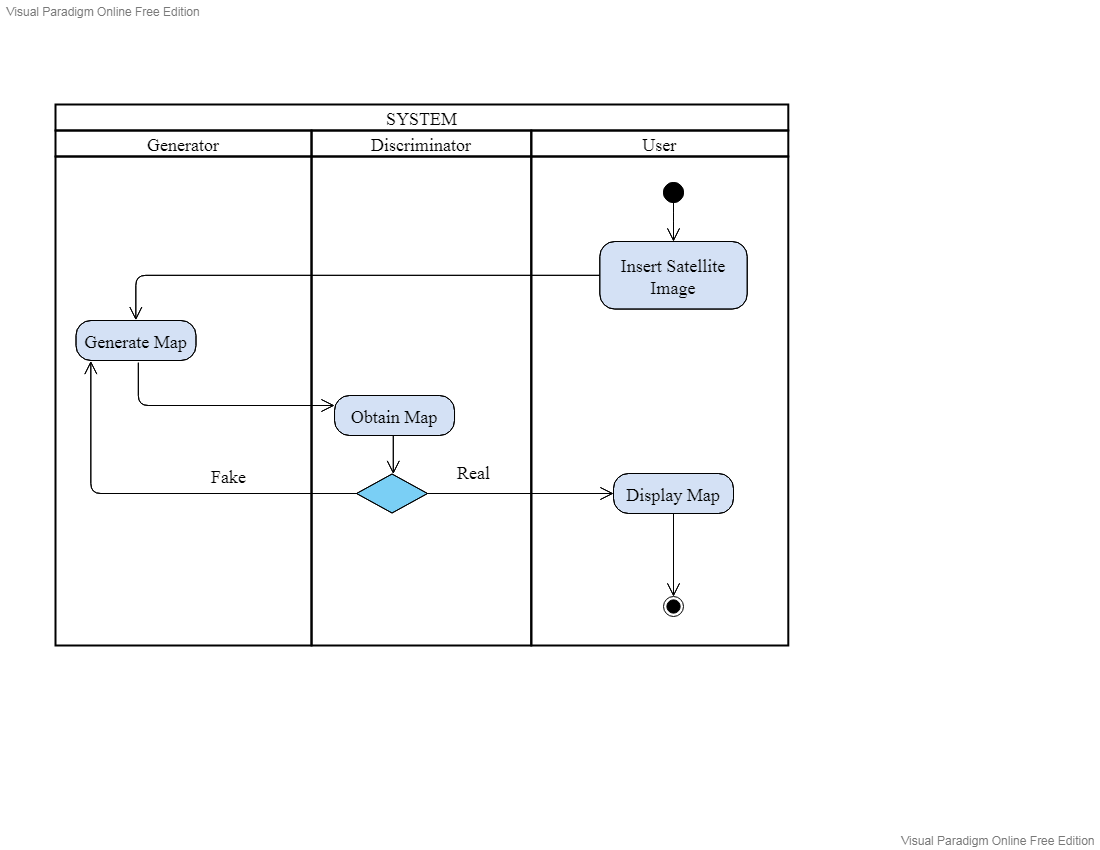 Visual Paradigm Online Free Edition
SYSTEM
Generator
Discriminator
User
Insert Satellite
Image
Generate Map
Obtain Map
Fake
Real
Display Map
Visual Paradigm Online Free Edition